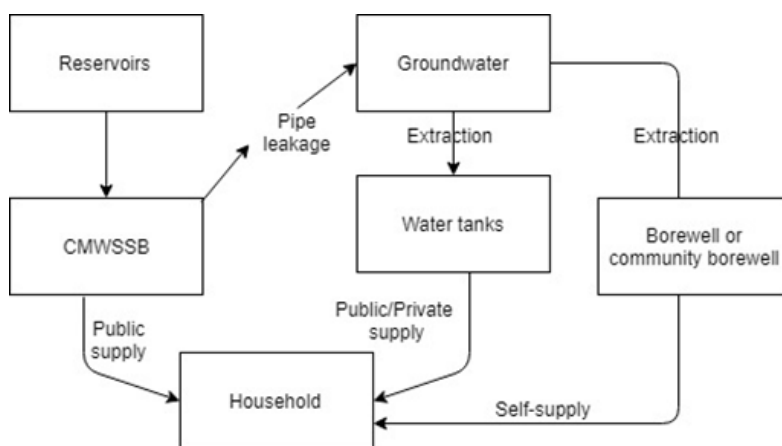 Reservoirs
Groundwater
Pipe
leakage
Extraction
Extraction
CMWSSB
Water tanks
Borewell or
community borewell
Public
supply
Public/Private
supply
Household
Self-supply